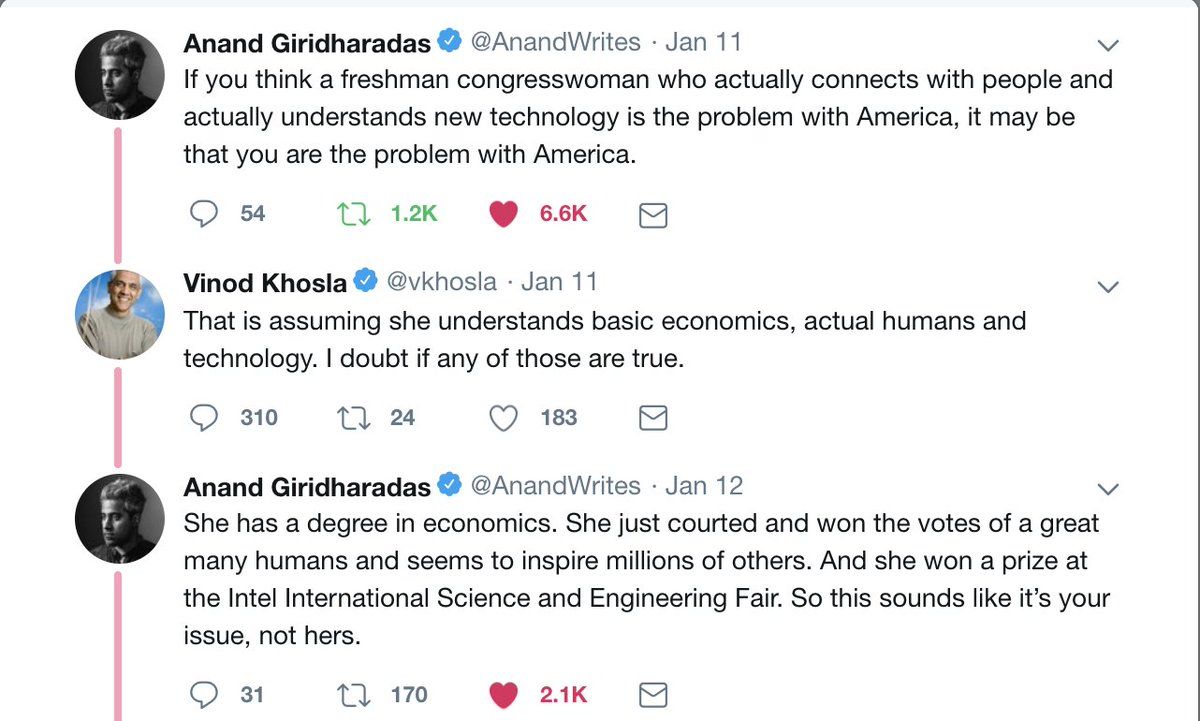 Anand Giridharadas @AnandWrites · Jan 11
If you think a freshman congresswoman who actually connects with people and
actually understands new technology is the problem with America, it may be
that you are the problem with America.
54 1.2K 6.6K
Vinod Khosla @vkhosla · Jan 11
That is assuming she understands basic economics, actual humans and
technology. I doubt if any of those are true.
310 24 183
Anand Giridharadas @AnandWrites · Jan 12
She has a degree in economics. She just courted and won the votes of a great
many humans and seems to inspire millions of others. And she won a prize at
the Intel International Science and Engineering Fair. So this sounds like it’s your
issue, not hers.
31 170 2.1K